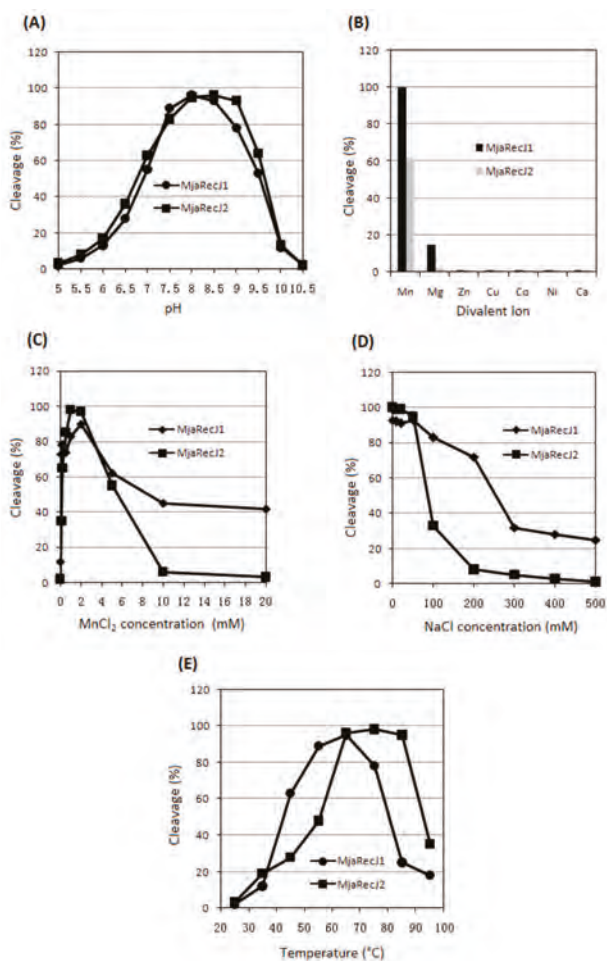 (A)
120
100
80
60
40
20
0
Cleavage (%)
MjaRecJ1
MjaRecJ2
5 5.5 6 6.5 7 7.5 8 8.5 9 9.5 10 10.5
pH
(B)
120
100
80
60
40
20
0
Cleavage (%)
MjaRecJ1
MjaRecJ2
Mn Mg Zn Cu Co Ni Ca
Divalent Ion
(C)
120
100
80
60
40
20
0
Cleavage (%)
MjaRecJ1
MjaRecJ2
0 2 4 6 8 10 12 14 16 18 20
MnCl2 concentration (mM)
(D)
120
100
80
60
40
20
0
Cleavage (%)
MjaRecJ1
MjaRecJ2
0 100 200 300 400 500
NaCl concentration (mM)
(E)
120
100
80
60
40
20
0
Cleavage (%)
MjaRecJ1
MjaRecJ2
20 30 40 50 60 70 80 90 100
Temperature (°C)